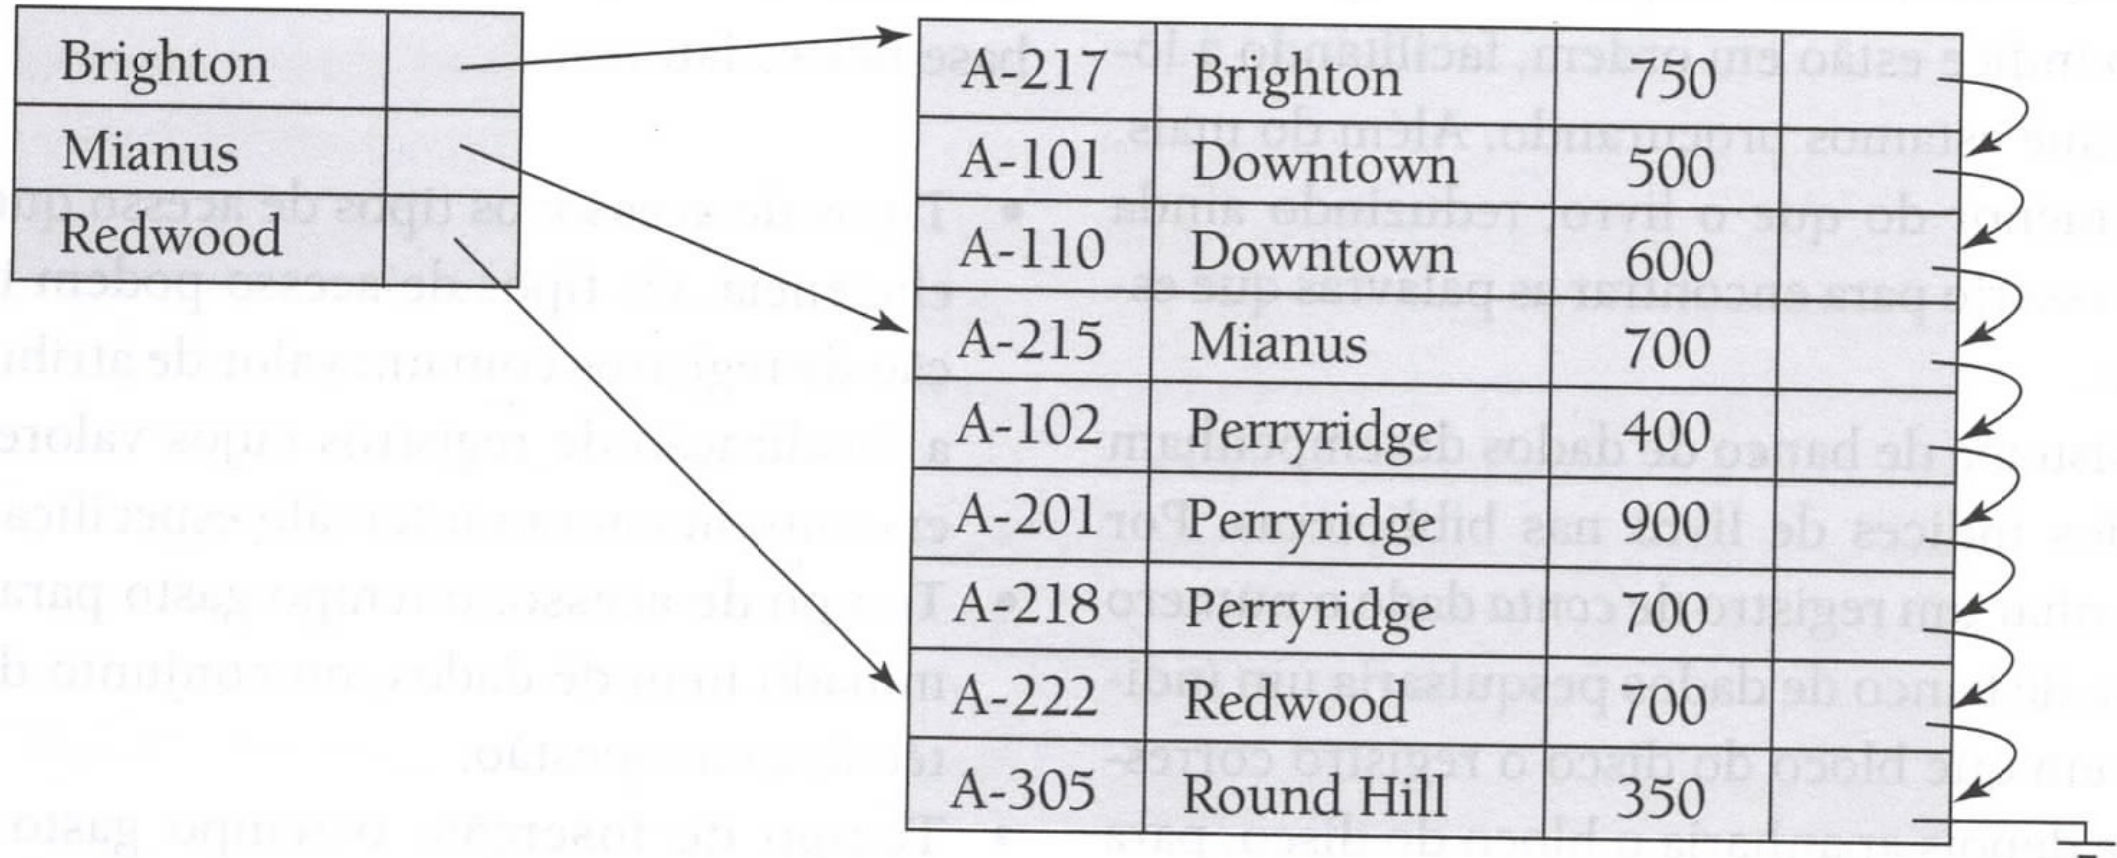 Brighton
Mianus
Redwood
A-217 Brighton 750
A-101 Downtown 500
A-110 Downtown 600
A-215 Mianus 700
A-102 Perryridge 400
A-201 Perryridge 900
A-218 Perryridge 700
A-222 Redwood 700
A-305 Round Hill 350